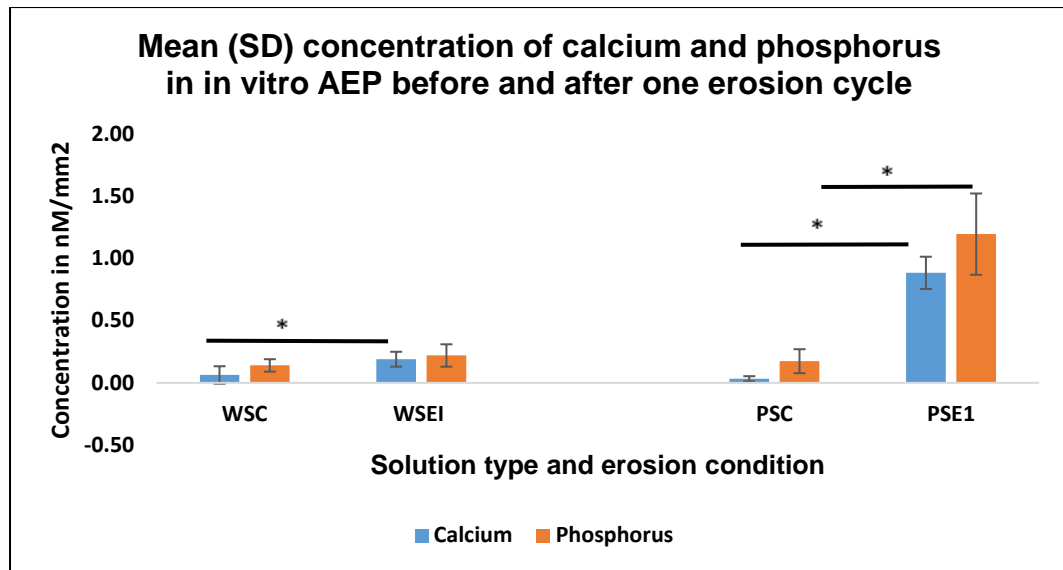 Mean (SD) concentration of calcium and phosphorus
in in vitro AEP before and after one erosion cycle
Concentration in nM/mm2
2.00
1.50
1.00
0.50
0.00
-0.50
*
*
*
WSC
WSEI
PSC
PSE1
Solution type and erosion condition
Calcium
Phosphorus